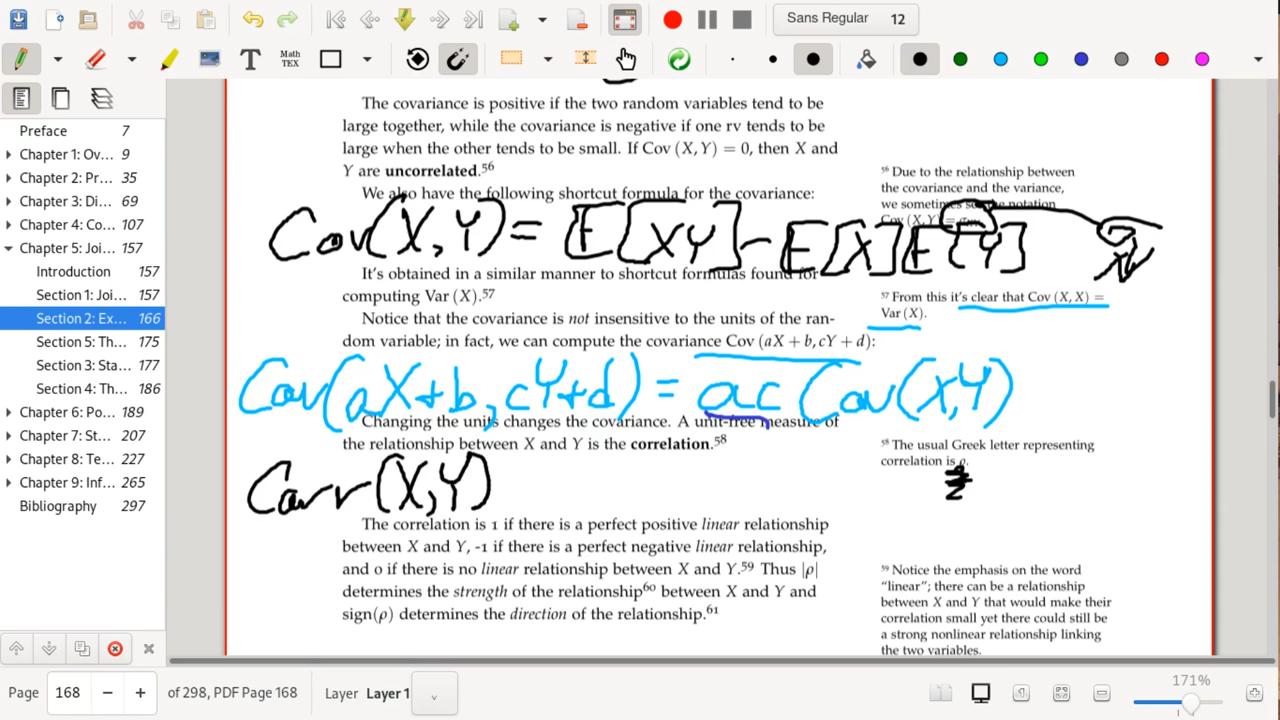 Sans Regular 12
Preface 7
Chapter 1: Ov... 9
Chapter 2: Pr... 35
Chapter 3: Di... 69
Chapter 4: Co... 107
Chapter 5: Joi... 157
Introduction 157
Section 1: Joi... 157
Section 2: Ex... 166
Section 5: Th... 175
Section 3: Sta... 177
Section 4: Th... 186
Chapter 6: Po... 189
Chapter 7: St... 207
Chapter 8: Te... 227
Chapter 9: Inf... 265
Bibliography 297
The covariance is positive if the two random variables tend to be
large together, while the covariance is negative if one rv tends to be
large when the other tends to be small. If Cov (X, Y) = 0, then X and
Y are uncorrelated.56
We also have the following shortcut formula for the covariance:
Cov(X,Y) = E[XY] - E[X]E[Y]
It's obtained in a similar manner to shortcut formulas found for
computing Var (X).57
Notice that the covariance is not insensitive to the units of the ran-
dom variable; in fact, we can compute the covariance Cov (aX + b, cY + d):
Cov(aX+b, cY+d) = ac Cov(X,Y)
Changing the units changes the covariance. A unit-free measure of
the relationship between X and Y is the correlation.58
Corr(X,Y)
The correlation is 1 if there is a perfect positive linear relationship
between X and Y, -1 if there is a perfect negative linear relationship,
and 0 if there is no linear relationship between X and Y.59 Thus |ρ|
determines the strength of the relationship60 between X and Y and
sign(ρ) determines the direction of the relationship.61
56 Due to the relationship between
the covariance and the variance,
we sometimes see the notation
Cov (X, Y) =
57 From this it's clear that Cov (X, X) =
Var (X).
58 The usual Greek letter representing
correlation is ρ.
59 Notice the emphasis on the word
"linear"; there can be a relationship
between X and Y that would make their
correlation small yet there could still be
a strong nonlinear relationship linking
the two variables.
Math
TEX
Page 168 of 298, PDF Page 168 Layer Layer 1
171%